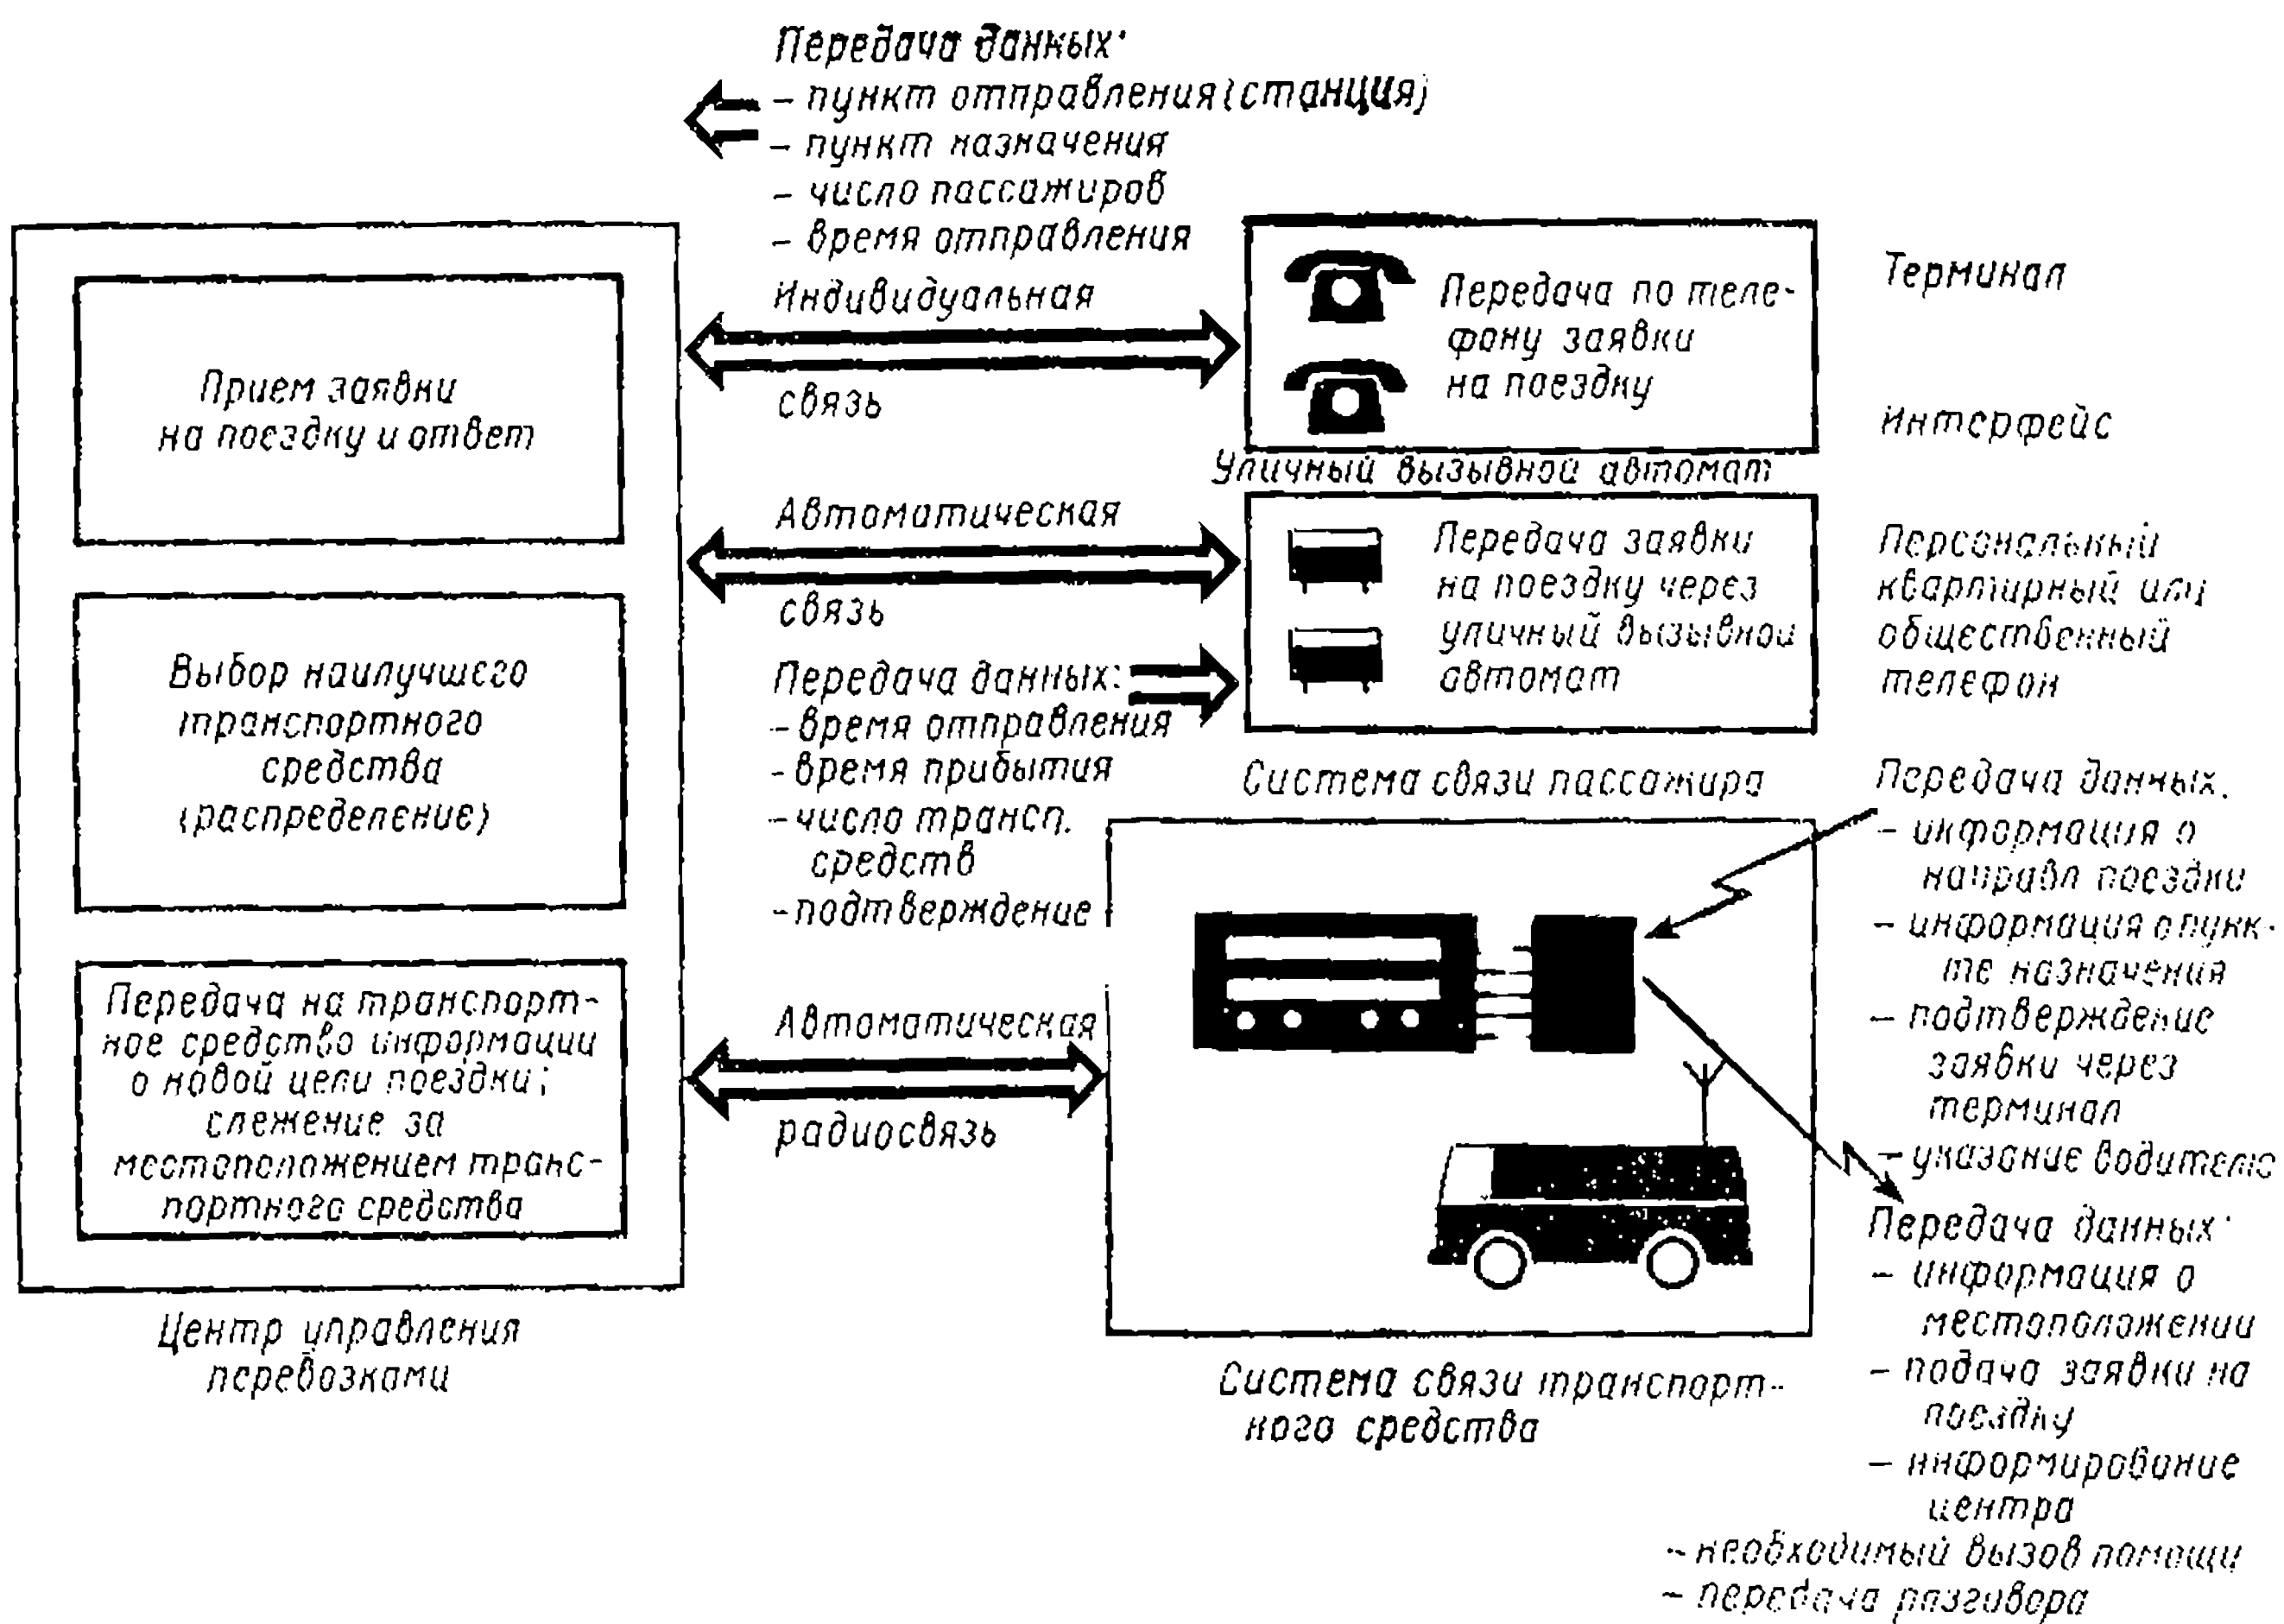 Передача данных:
– пункт отправления (станция)
– пункт назначения
– число пассажиров
– время отправления
Индивидуальная
связь
Автоматическая
связь
Передача данных:
– время отправления
– время прибытия
– число трансп.
средств
– подтверждение
Автоматическая
радиосвязь
Прием заявки
на поездку и ответ
Выбор наилучшего
транспортного
средства
(распределение)
Передача на транспорт-
ное средство информации
о новой цели поездки;
слежение за
местоположением транс-
портного средства
Центр управления
перевозками
Передача по теле-
фону заявки
на поездку
Уличный вызывной автомат
Передача заявки
на поездку через
уличный вызывной
автомат
Система связи пассажира
Система связи транспорт-
ного средства
Терминал
Интерфейс
Персональный
квартирный или
общественный
телефон
Передача данных.
– информация о
направл поездки
– информация о пунк-
те назначения
– подтверждение
заявки через
терминал
– указание водителю
Передача данных:
– информация о
местоположении
– подача заявки на
поездку
– информирование
центра
– необходимый вызов помощи
– передача разговора